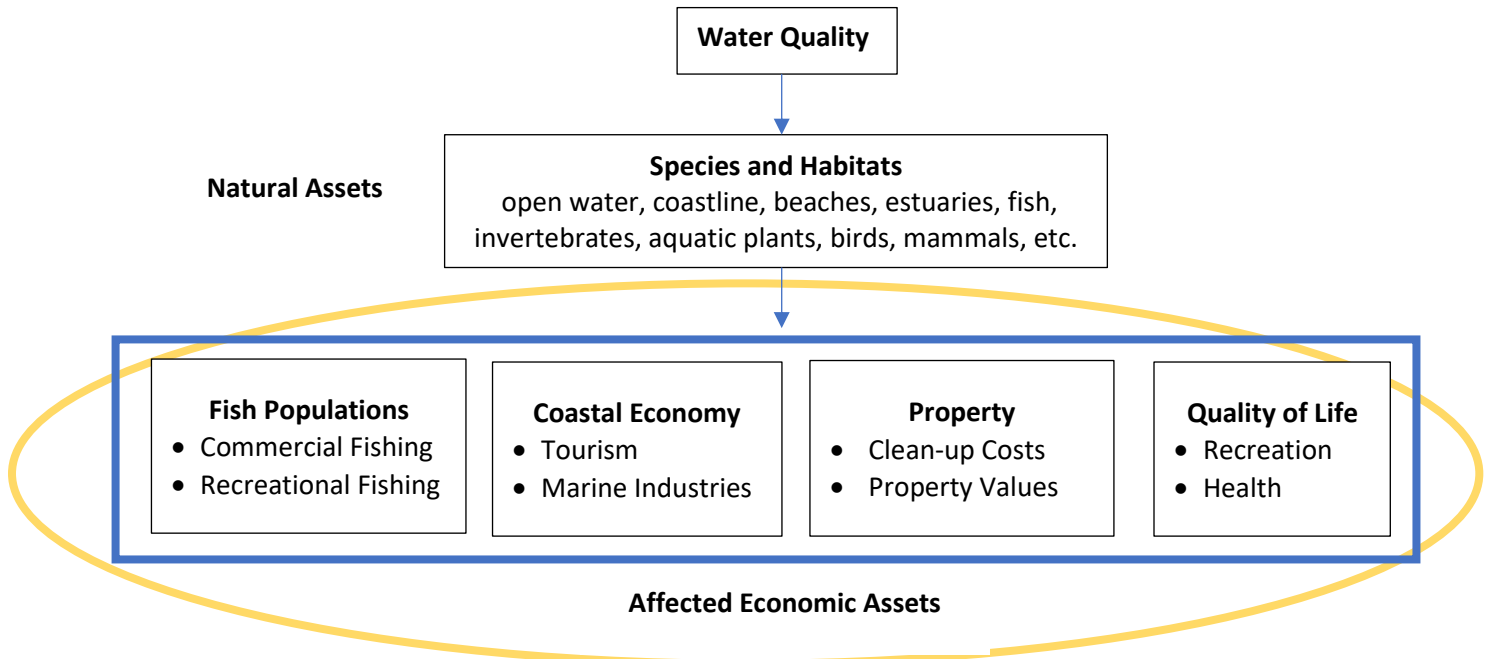 Water Quality
Natural Assets
Species and Habitats
open water, coastline, beaches, estuaries, fish,
invertebrates, aquatic plants, birds, mammals, etc.
Fish Populations
• Commercial Fishing
• Recreational Fishing
Coastal Economy
• Tourism
• Marine Industries
Property
• Clean-up Costs
• Property Values
Quality of Life
• Recreation
• Health
Affected Economic Assets